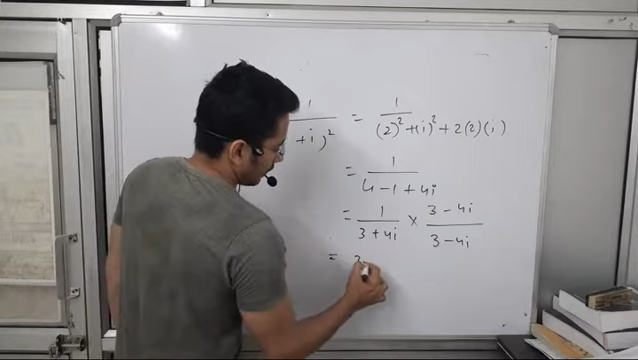 1/( +i)² = 1/((2)²+(i)²+2(2)(i))
= 1/(4-1+4i)
= 1/(3+4i) × (3-4i)/(3-4i)
= 3